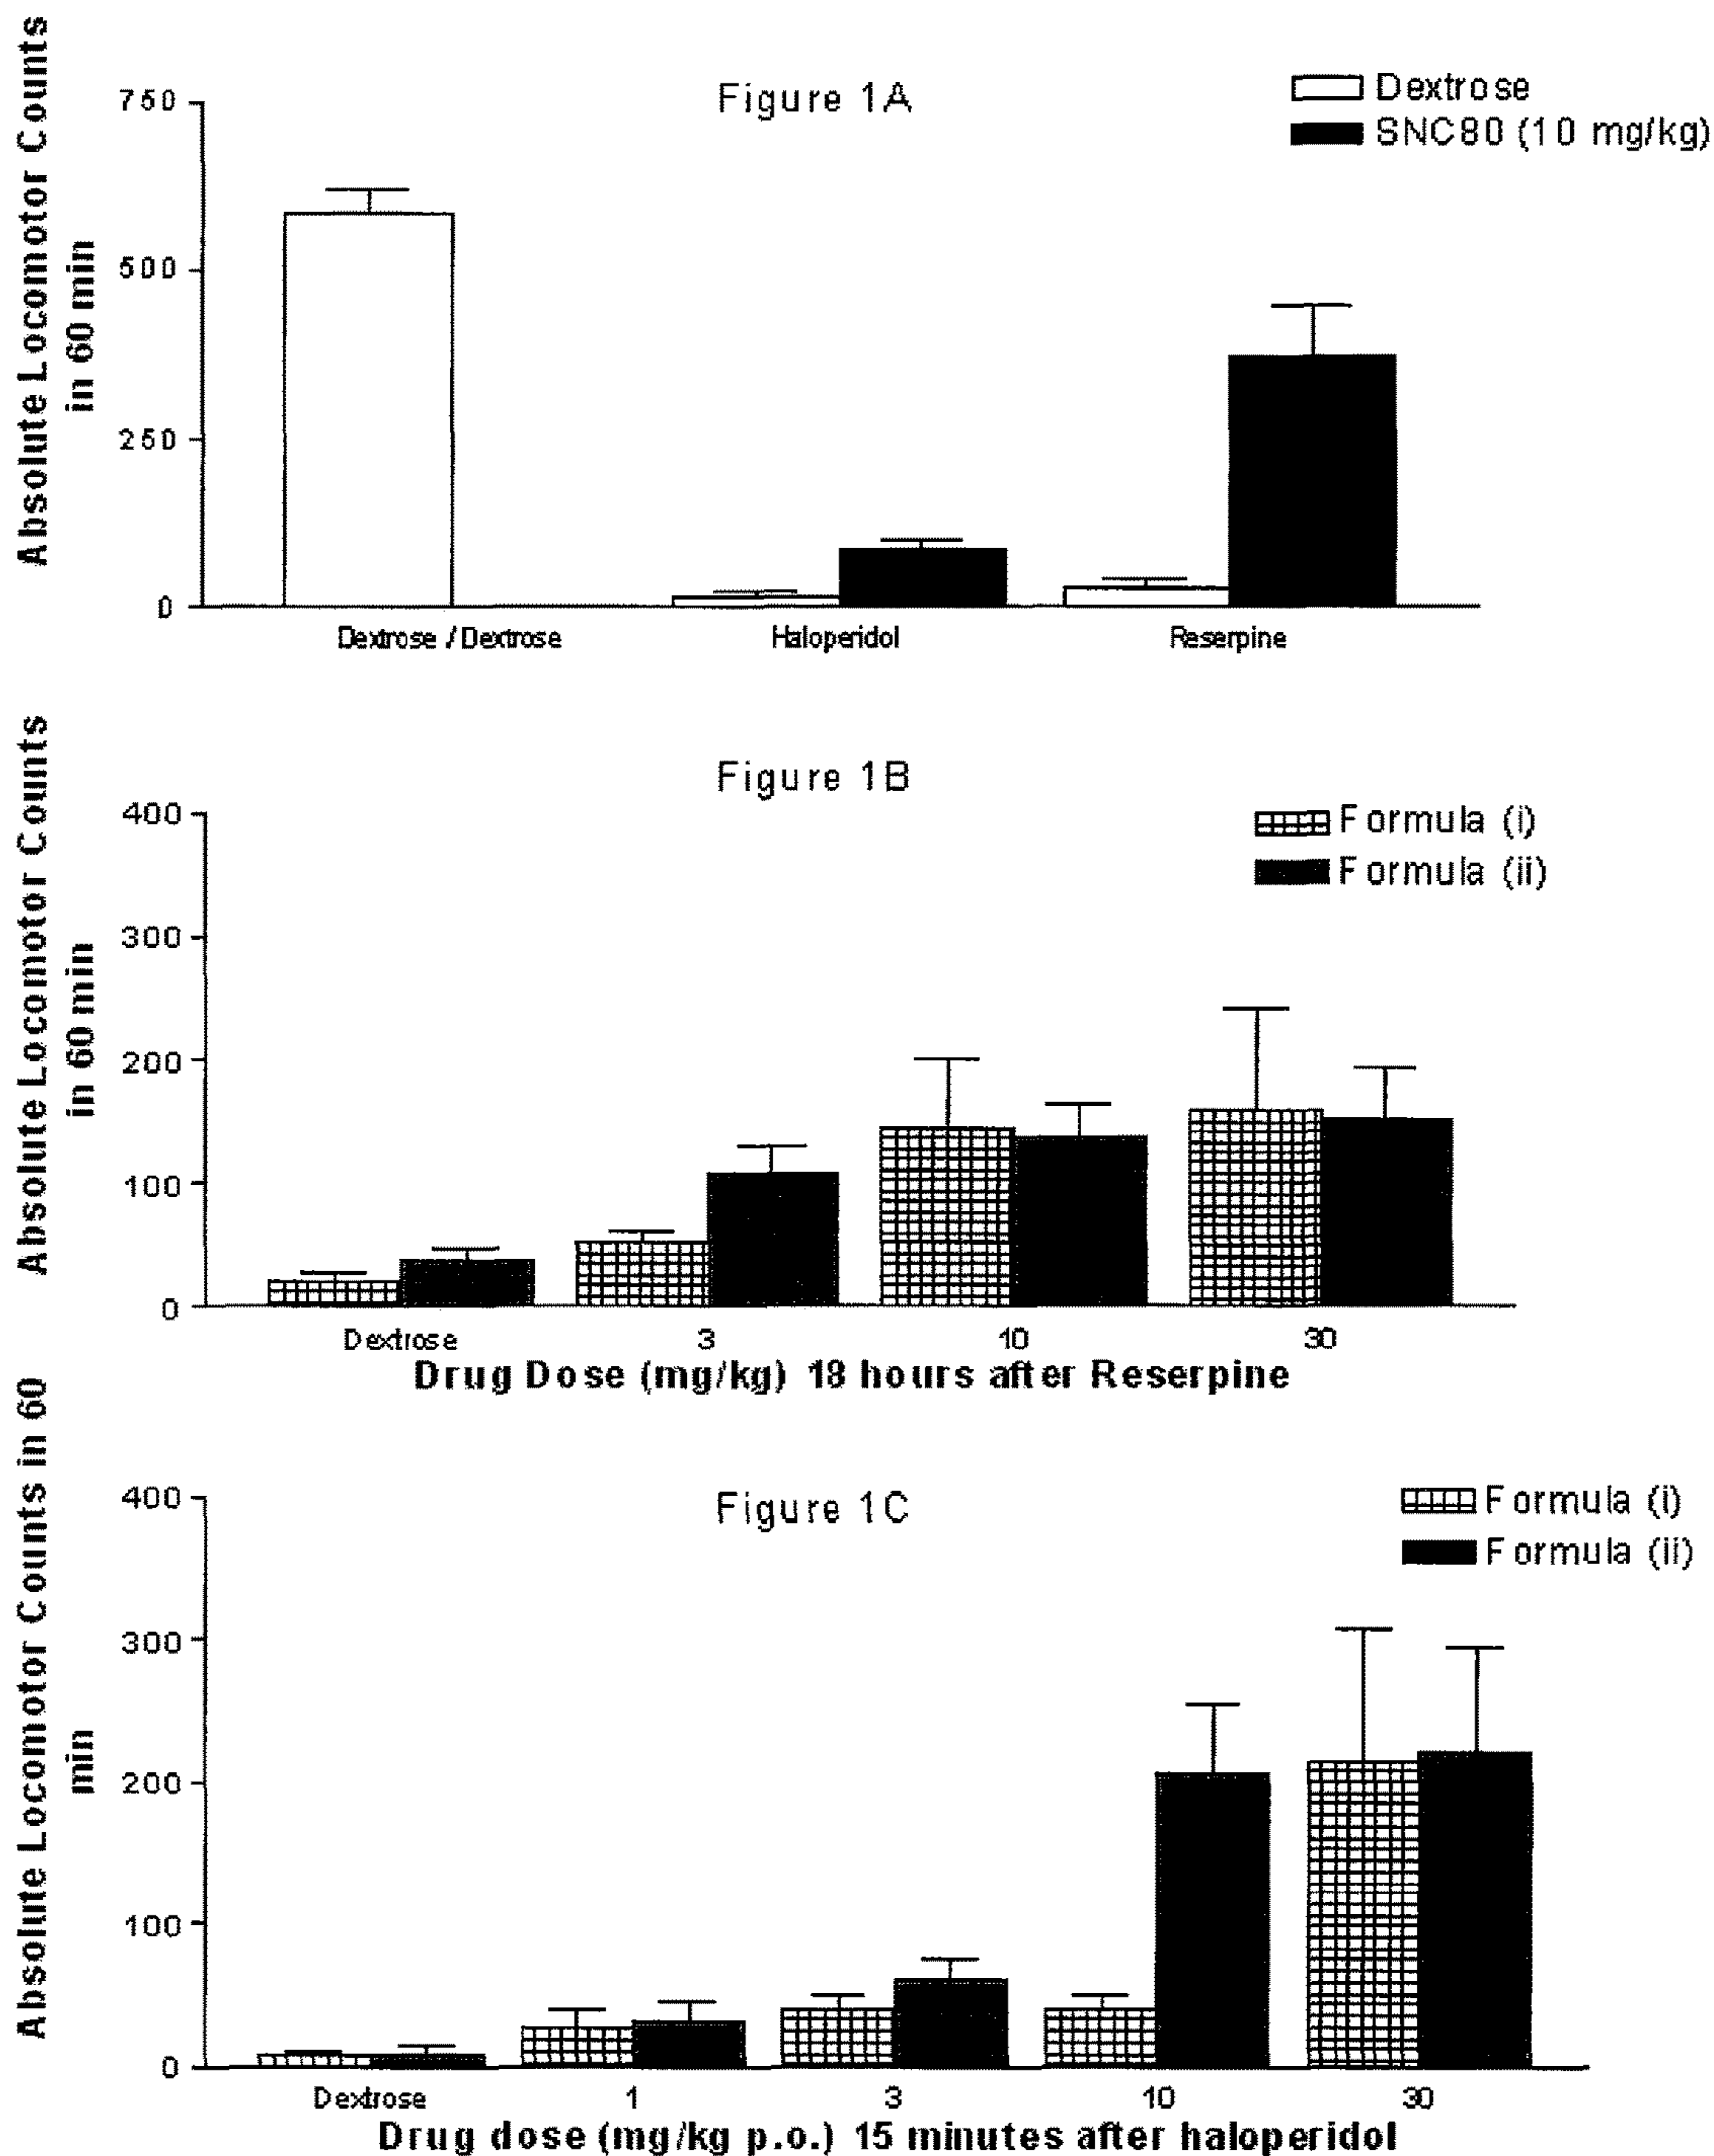 Figure 1A
Dextrose
SNC80 (10 mg/kg)
Absolute Locomotor Counts
in 60 min
750
500
250
0
Dextrose / Dextrose
Haloperidol
Reserpine
Figure 1B
Formula (i)
Formula (ii)
Absolute Locomotor Counts
in 60 min
400
300
200
100
0
Dextrose
3
10
30
Drug Dose (mg/kg) 18 hours after Reserpine
Figure 1C
Formula (i)
Formula (ii)
Absolute Locomotor Counts in 60
min
400
300
200
100
0
Dextrose
1
3
10
30
Drug dose (mg/kg p.o.) 15 minutes after haloperidol